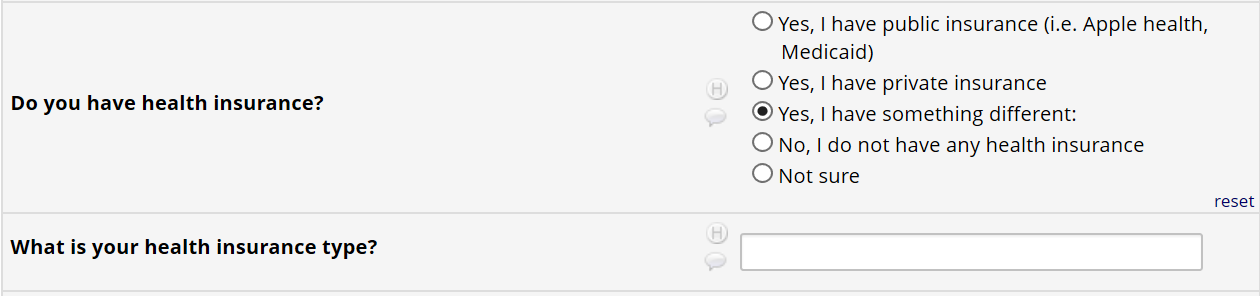 Do you have health insurance?
H
Yes, I have public insurance (i.e. Apple health,
Medicaid)
Yes, I have private insurance
Yes, I have something different:
No, I do not have any health insurance
Not sure
reset
What is your health insurance type?
H